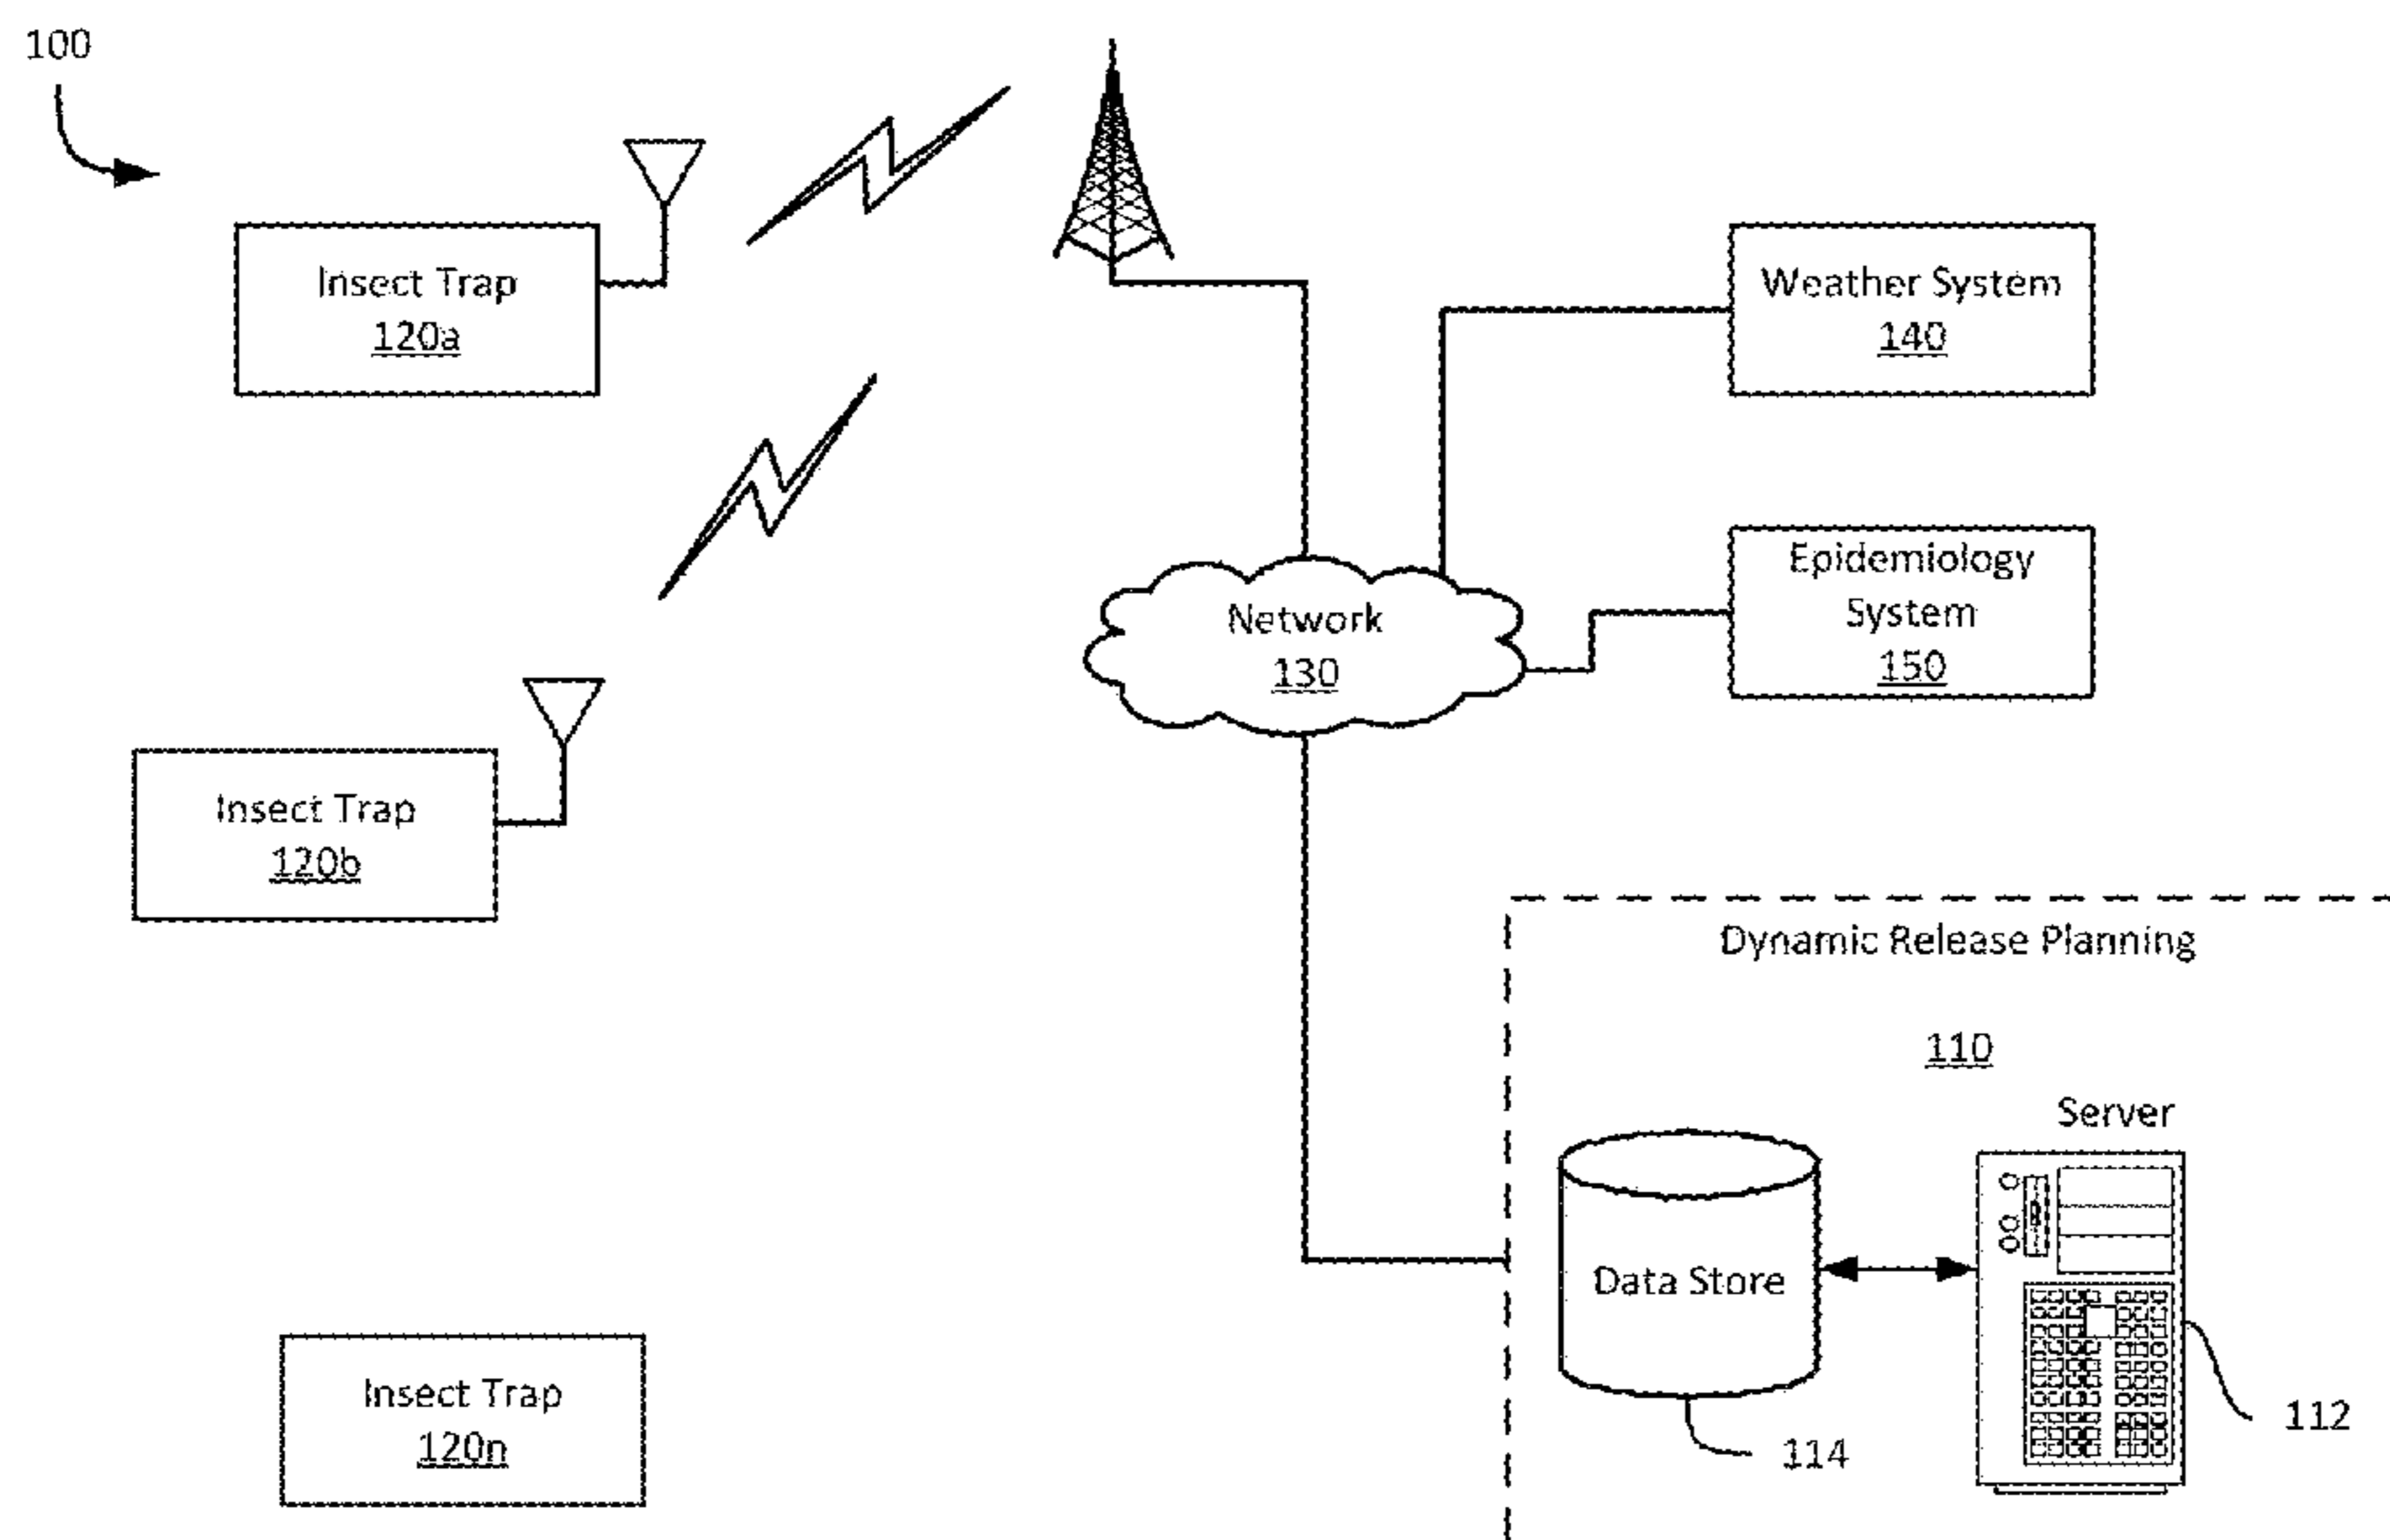 100
Insect Trap
120a
Weather System
140
Epidemiology
System
150
Network
130
Insect Trap
120b
Dynamic Release Planning
110
Server
Data Store
112
114
Insect Trap
120n